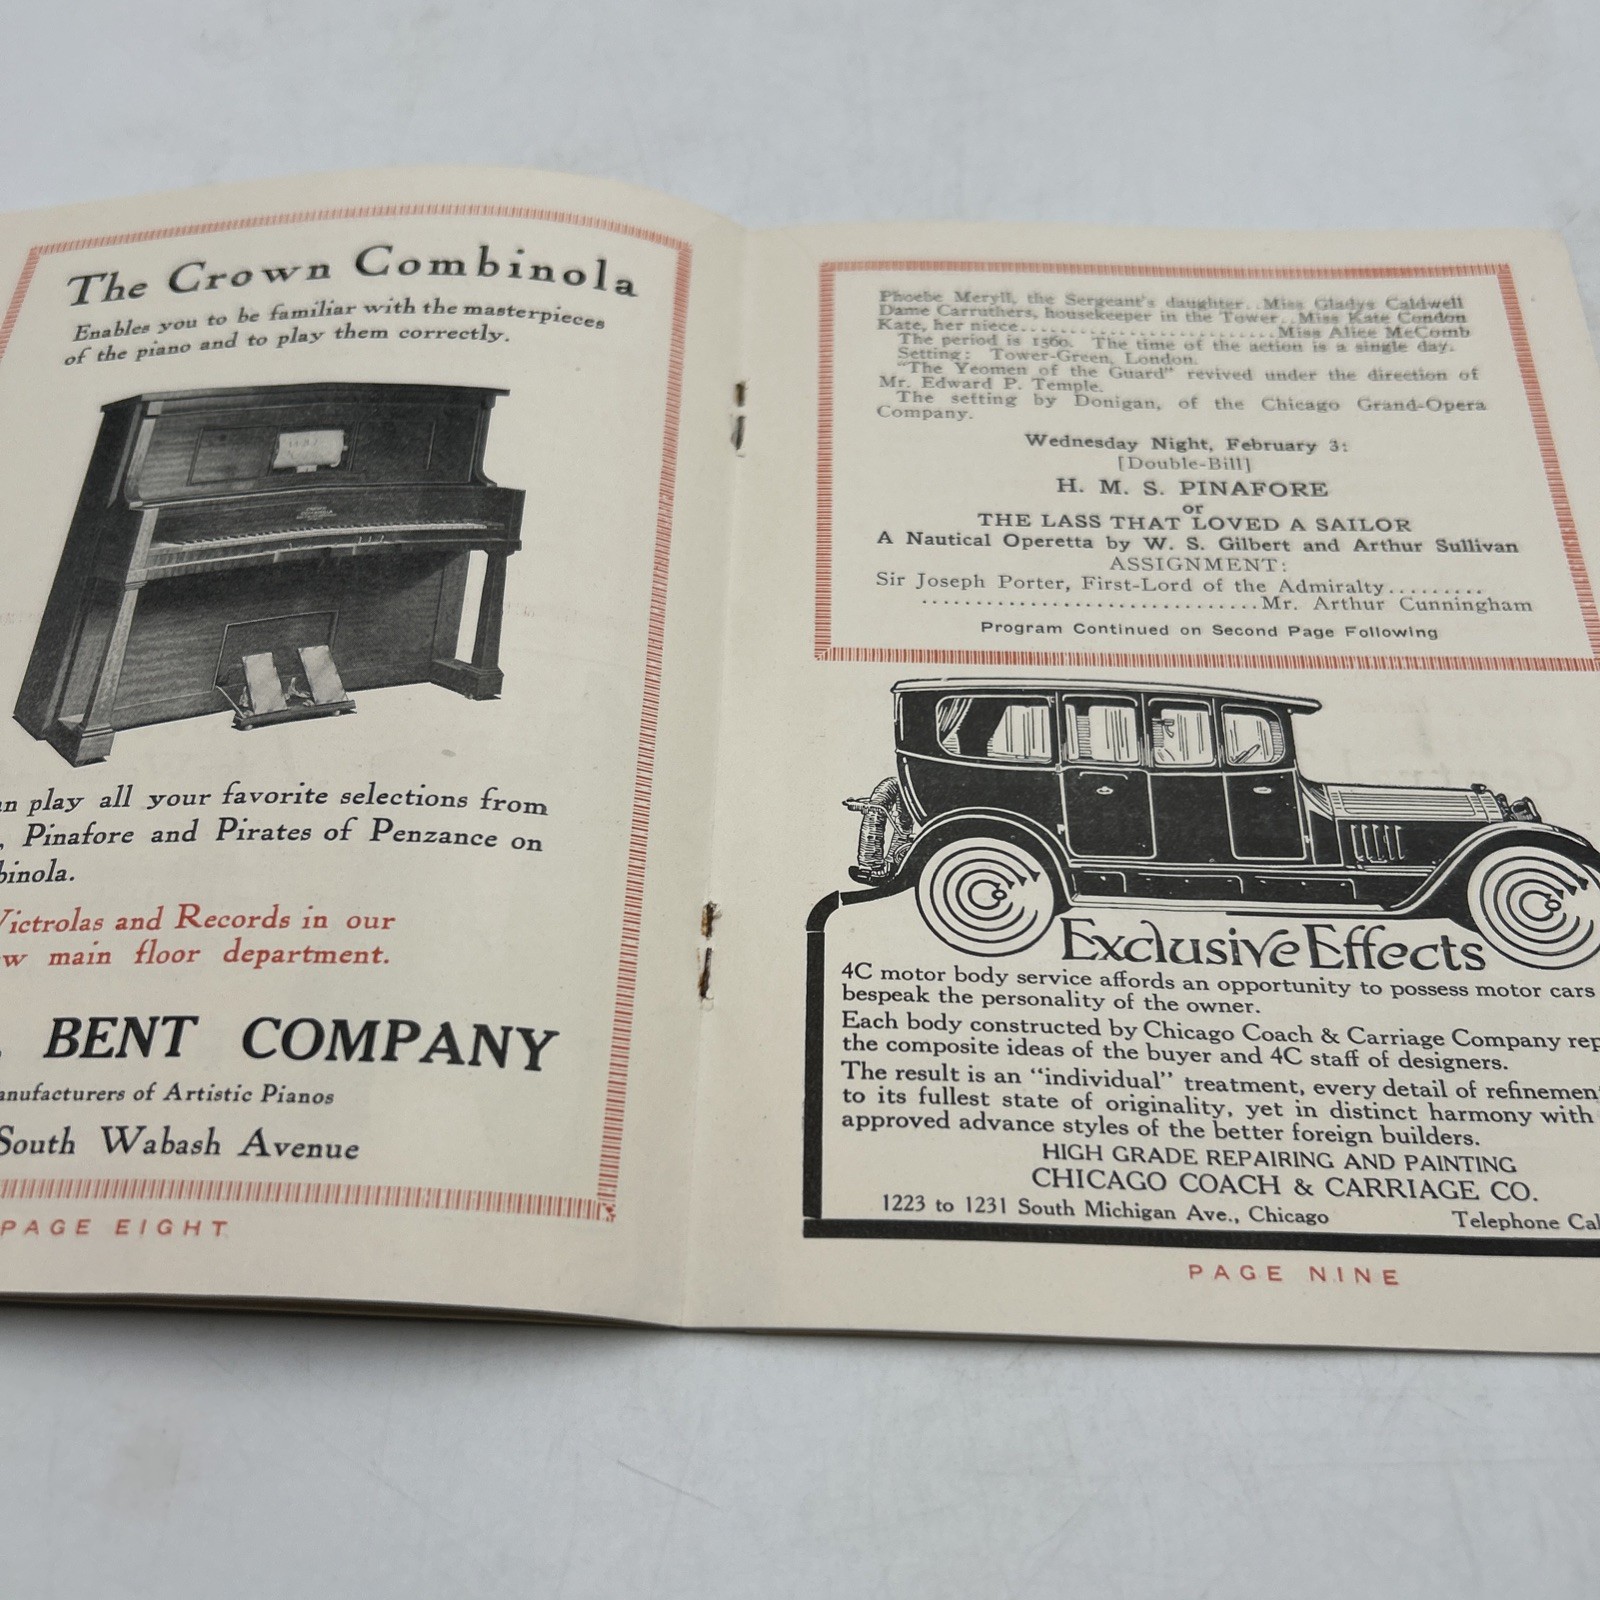 The Crown Combinola
Enables you to be familiar with the masterpieces
of the piano and to play them correctly.
play all your favorite selections from
Pinafore and Pirates of Penzance on
binola.
Victrolas and Records in our
main floor department.
BENT COMPANY
anufacturers of Artistic Pianos
South Wabash Avenue
PAGE EIGHT
Phoebe Meryll, the Sergeant's daughter..Miss Gladys Caldwell
Dame Carruthers, housekeeper in the Tower..Miss Kate Condon
Kate, her niece..........................Miss Alice McComb
The period is 1560. The time of the action is a single day.
Setting: Tower-Green, London.
"The Yeomen of the Guard" revived under the direction of
Mr. Edward P. Temple.
The setting by Donigan, of the Chicago Grand-Opera
Company.
Wednesday Night, February 3:
[Double-Bill]
H. M. S. PINAFORE
or
THE LASS THAT LOVED A SAILOR
A Nautical Operetta by W. S. Gilbert and Arthur Sullivan
ASSIGNMENT:
Sir Joseph Porter, First-Lord of the Admiralty.........
...............................Mr. Arthur Cunningham
Program Continued on Second Page Following
Exclusive Effects
4C motor body service affords an opportunity to possess motor cars
bespeak the personality of the owner.
Each body constructed by Chicago Coach & Carriage Company rep
the composite ideas of the buyer and 4C staff of designers.
The result is an "individual" treatment, every detail of refinemen
to its fullest state of originality, yet in distinct harmony with
approved advance styles of the better foreign builders.
HIGH GRADE REPAIRING AND PAINTING
CHICAGO COACH & CARRIAGE CO.
1223 to 1231 South Michigan Ave., Chicago
Telephone Cal
PAGE NINE